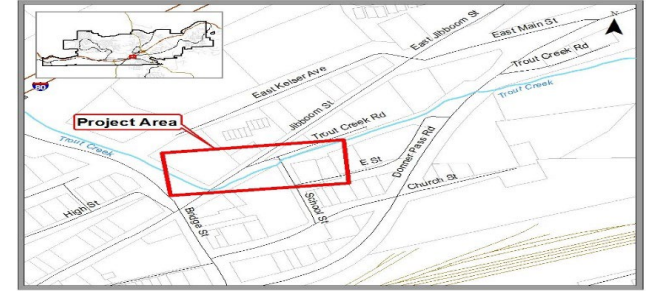 East Jibboom St
East Main St
Trout Creek Rd
East Keiser Ave
80
Trout Creek
Project Area
Jibboom St
Trout Creek Rd
Trout Creek
E St
Donner Pass Rd
Church St
High St
Bridge St
School St